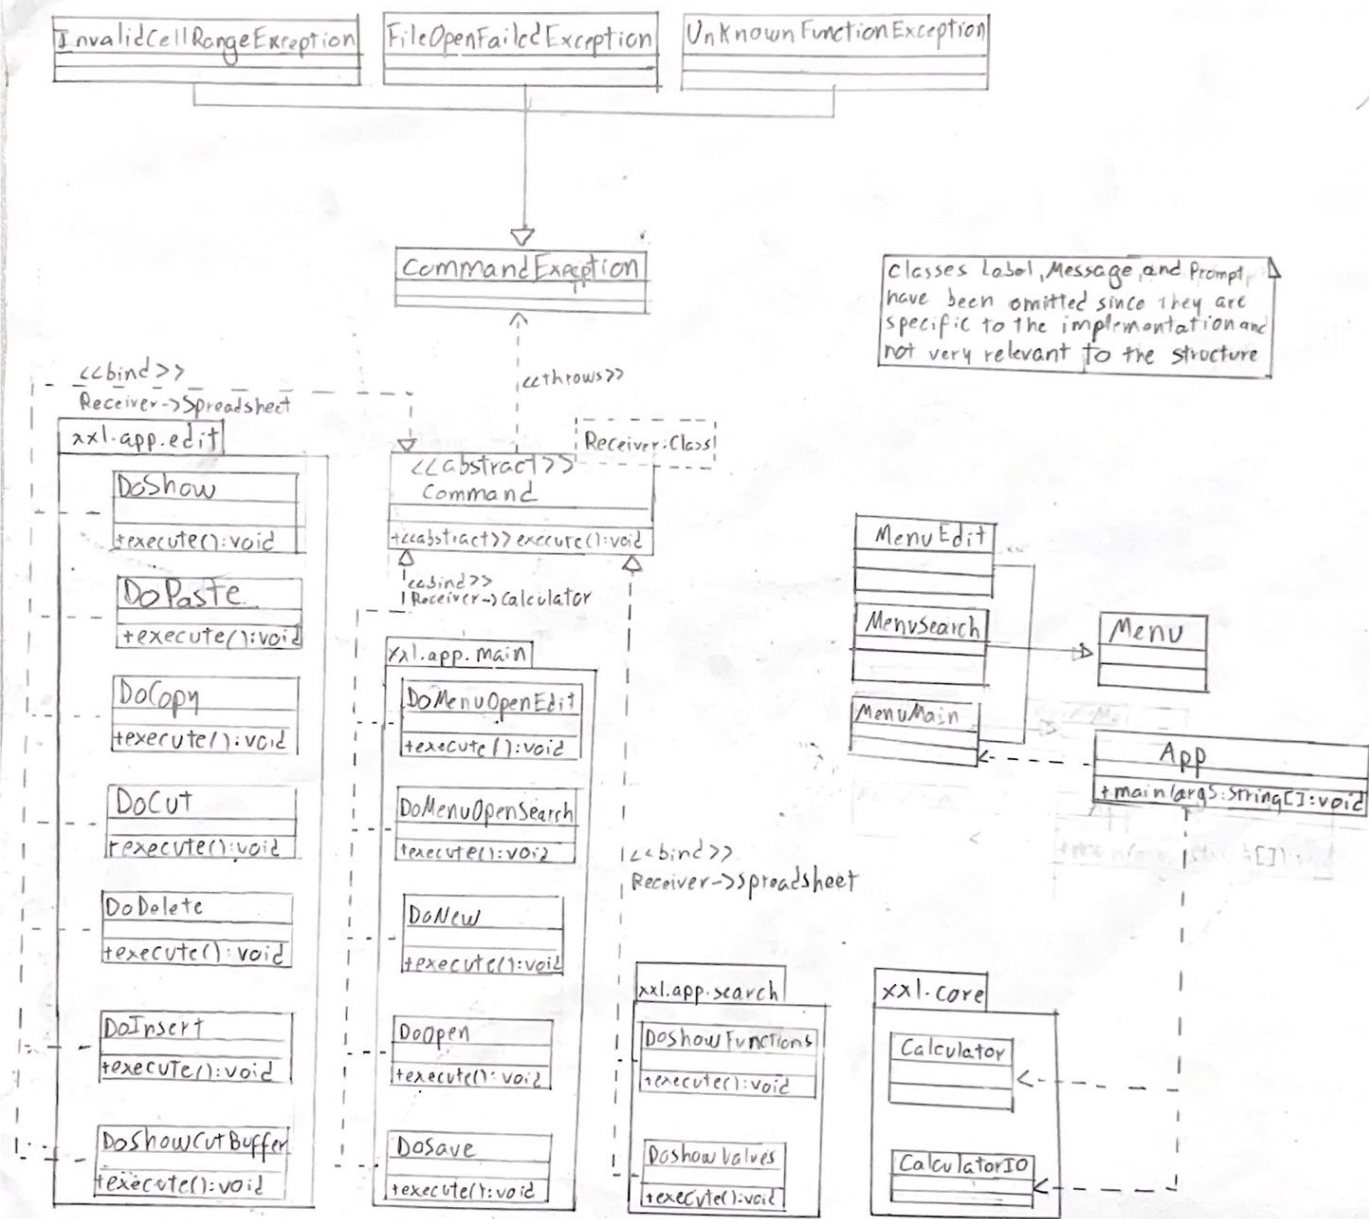 InvalidCellRangeException
FileOpenFailedException
UnKnownFunctionException
CommandException
Classes Label, Message, and Prompt,
have been omitted since they are
specific to the implementation and
not very relevant to the structure
<<bind>>
Receiver->Spreadsheet
<<throws>>
Receiver:Class
xxl.app.edit
DoShow
+execute():void
DoPaste
+execute():void
DoCopy
+execute():void
DoCut
+execute():void
DoDelete
+execute():void
DoInsert
+execute():void
DoShowCutBuffer
+execute():void
<<abstract>>
Command
+<<abstract>> execute():void
<<bind>>
Receiver->Calculator
xxl.app.main
DoMenuOpenEdit
+execute():void
DoMenuOpenSearch
+execute():void
DoNew
+execute():void
DoOpen
+execute():void
DoSave
+execute():void
<<bind>>
Receiver->Spreadsheet
xxl.app.search
DoShowFunctions
+execute():void
DoShowValues
+execute():void
MenuEdit
MenuSearch
MenuMain
Menu
App
+main(args:String[]:void
xxl.core
Calculator
CalculatorIO